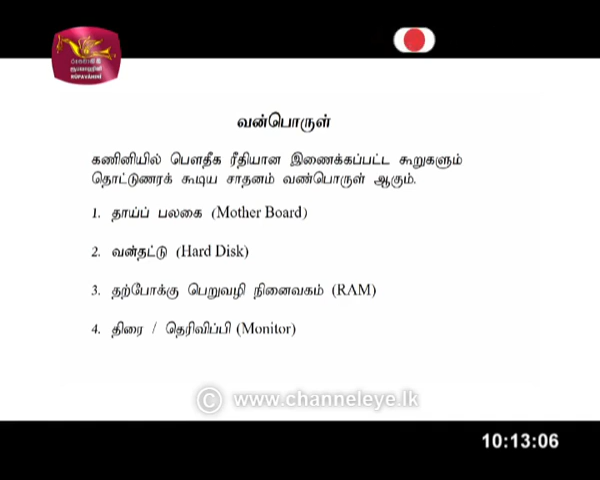 வன்பொருள்
கணினியில் பௌதீக ரீதியான இணைக்கப்பட்ட கூறுகளும்
தொட்டுணரக் கூடிய சாதனம் வண்பொருள் ஆகும்.
1. தாய்ப் பலகை (Mother Board)
2. வன்தட்டு (Hard Disk)
3. தற்போக்கு பெறுவழி நினைவகம் (RAM)
4. திரை / தெரிவிப்பி (Monitor)
© www.channeleye.lk
10:13:06